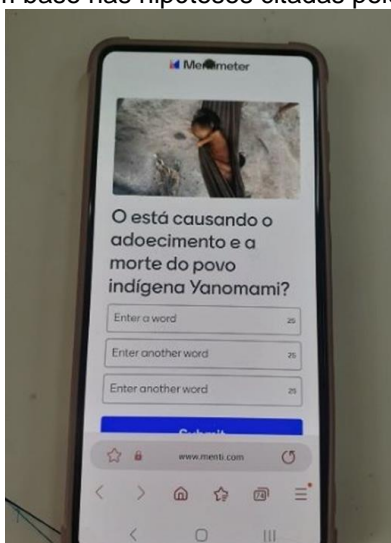 Mentimeter
O está causando o
adoecimento e a
morte do povo
indígena Yanomami?
Enter a word 25
Enter another word 25
Enter another word 25
www.menti.com